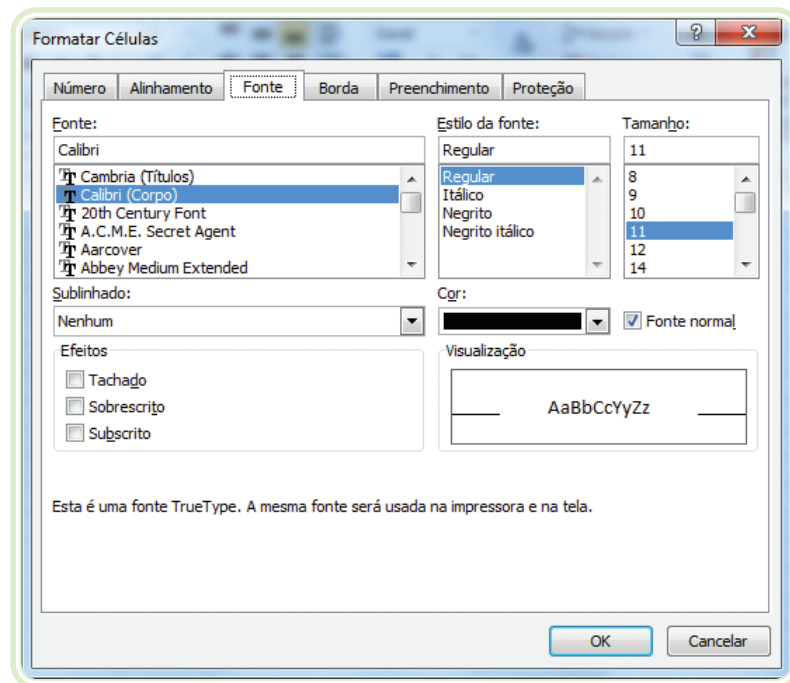 Formatar Células
Número Alinhamento Fonte Borda Preenchimento Proteção
Fonte: Estilo da fonte: Tamanho:
Calibri Regular 11
Cambria (Títulos) Regular 8
Calibri (Corpo) Itálico 9
20th Century Font Negrito 10
A.C.M.E. Secret Agent Negrito itálico 11
Aarcover 12
Abbey Medium Extended 14
Sublinhado: Cor:
Nenhum Fonte normal
Efeitos Visualização
Tachado
Sobrescrito AaBbCcYyZz
Subscrito
Esta é uma fonte TrueType. A mesma fonte será usada na impressora e na tela.
OK Cancelar